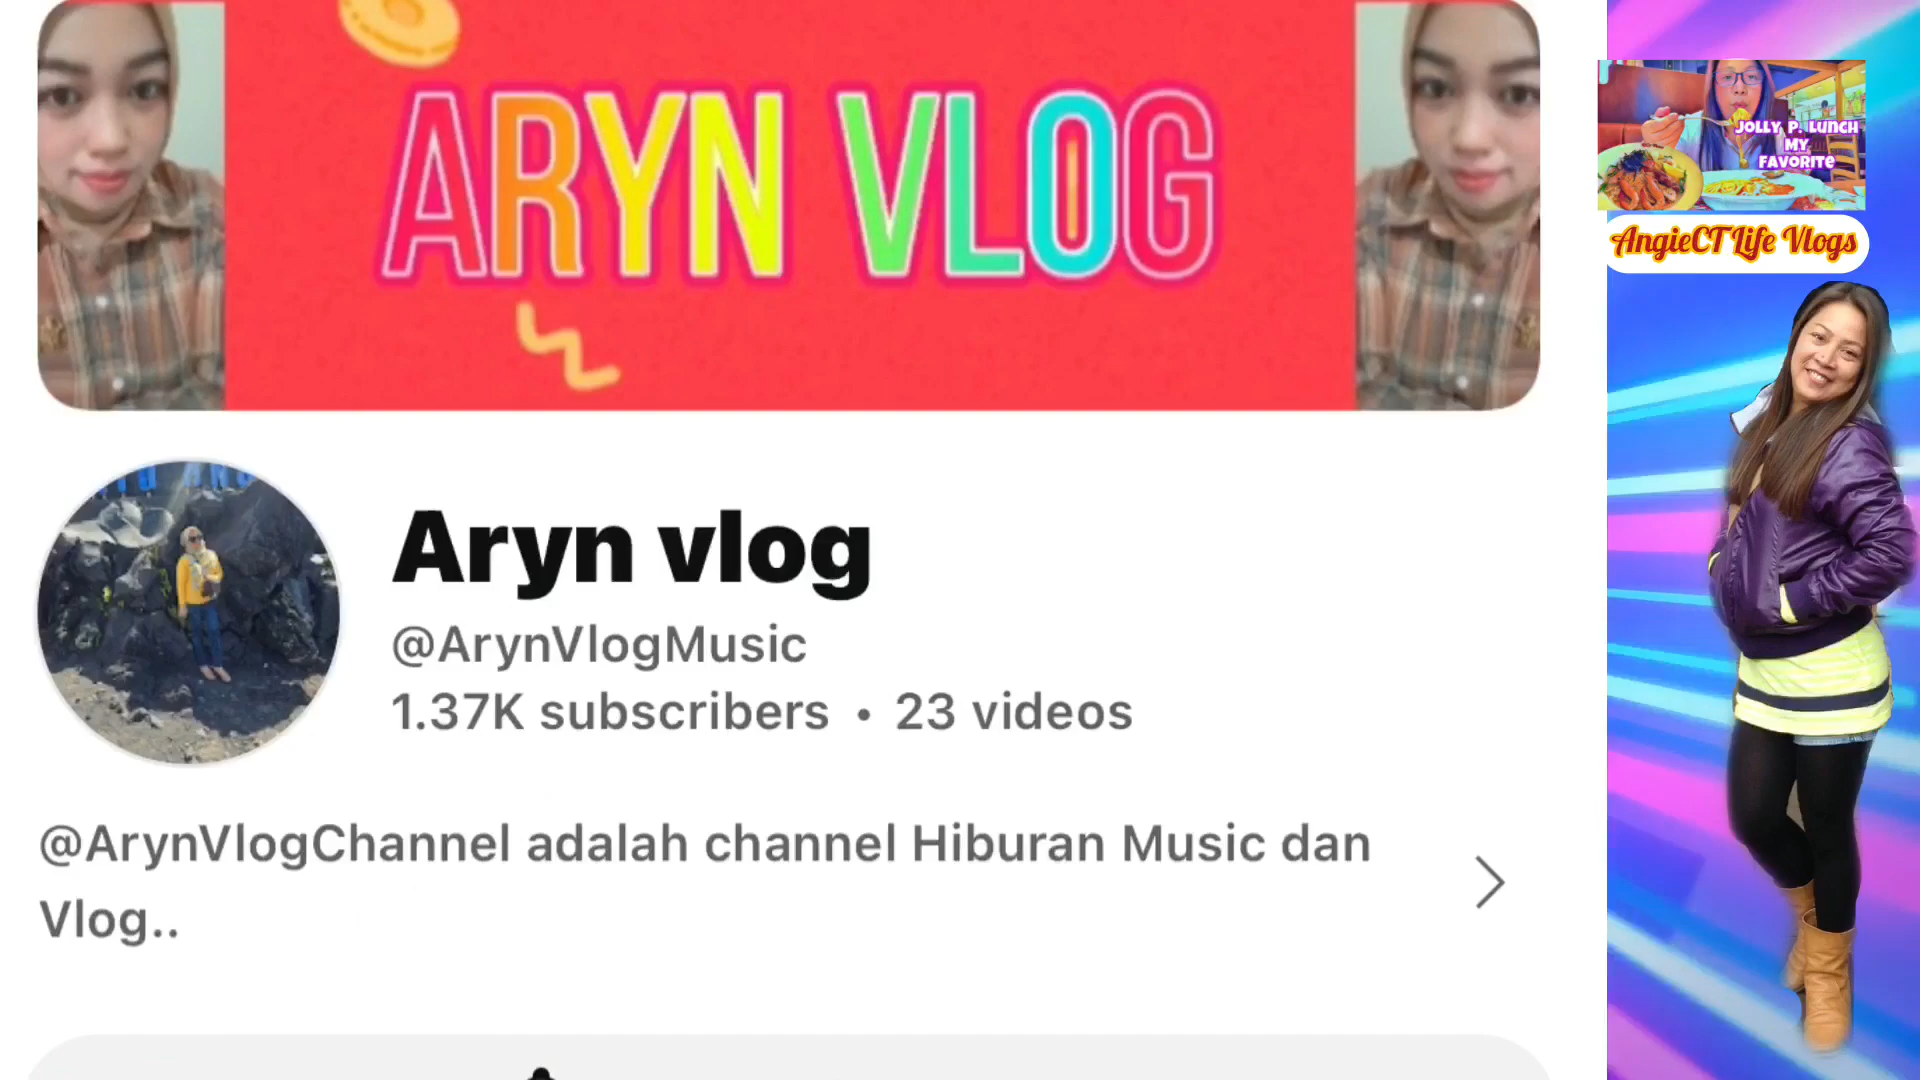 ARYN VLOG
Aryn vlog
@ArynVlogMusic
1.37K subscribers • 23 videos
@ArynVlogChannel adalah channel Hiburan Music dan
Vlog..
JOLLY P. LUNCH
MY
FAVORITE
AngieCT Life Vlogs